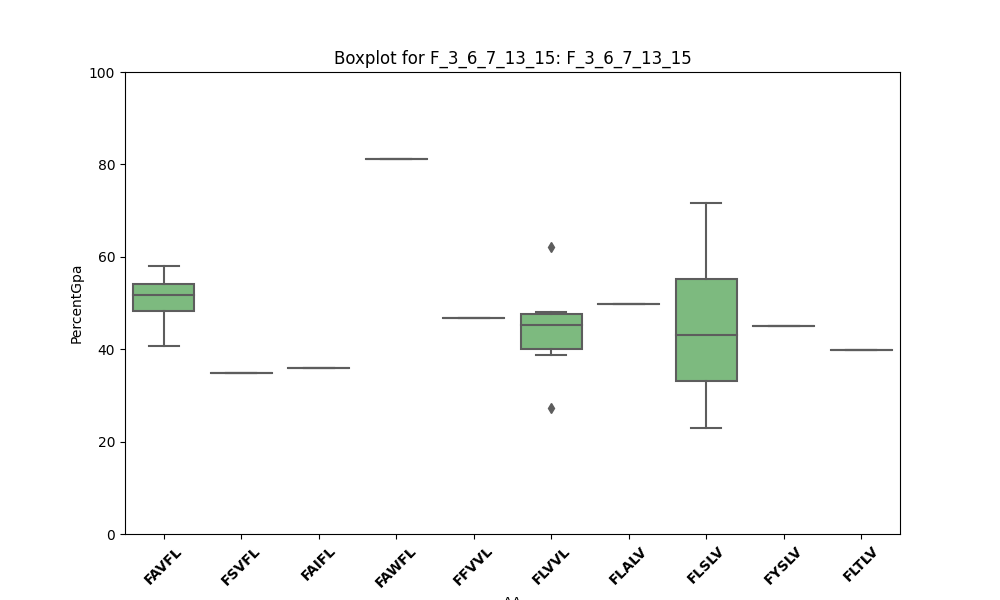 Boxplot for F_3_6_7_13_15: F_3_6_7_13_15
100
80
60
40
20
0
PercentGpa
FAVFL
FSVFL
FAIFL
FAWFL
FFVVL
FLVVL
FLALV
FLSLV
FYSLV
FLTLV